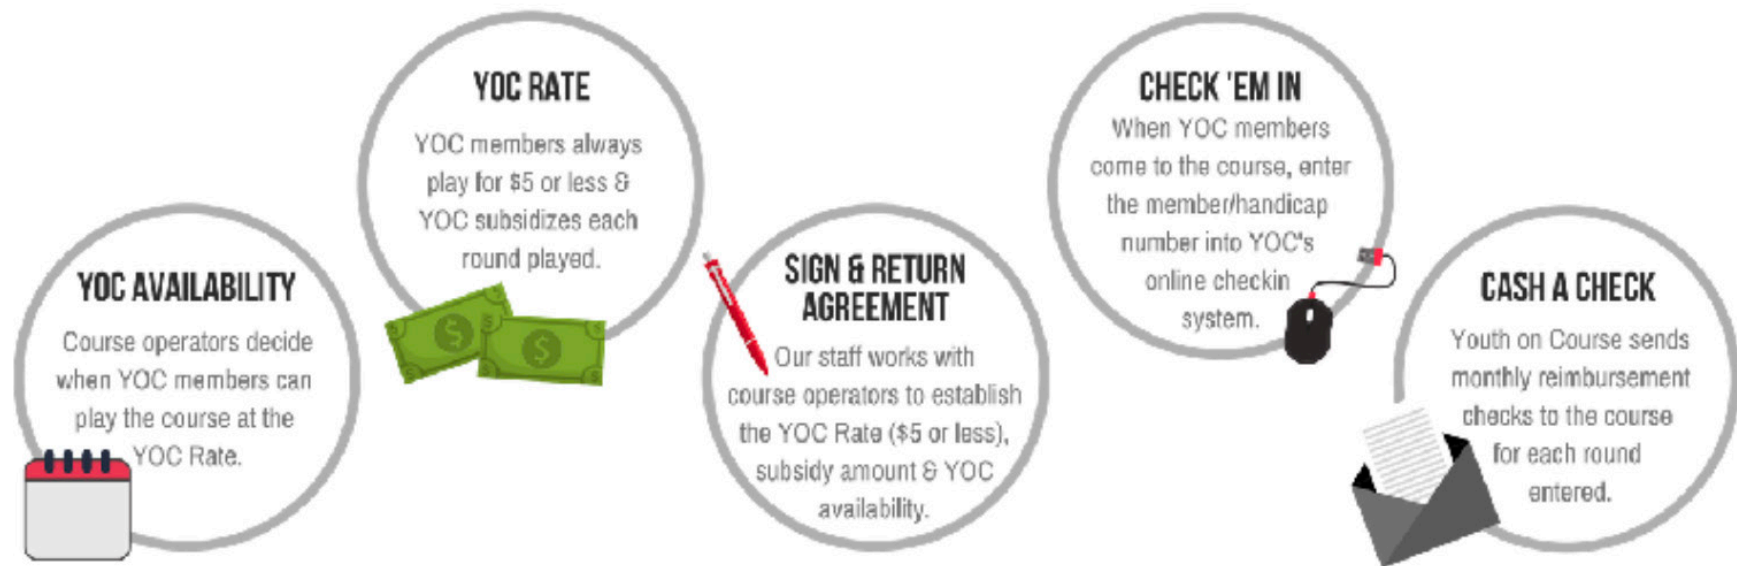 YOC AVAILABILITY
Course operators decide
when YOC members can
play the course at the
YOC Rate.
YOC RATE
YOC members always
play for $5 or less &
YOC subsidizes each
round played.
SIGN & RETURN
AGREEMENT
Our staff works with
course operators to establish
the YOC Rate ($5 or less),
subsidy amount & YOC
availability.
CHECK 'EM IN
When YOC members
come to the course, enter
the member/handicap
number into YOC's
online checkin
system.
CASH A CHECK
Youth on Course sends
monthly reimbursement
checks to the course
for each round
entered.